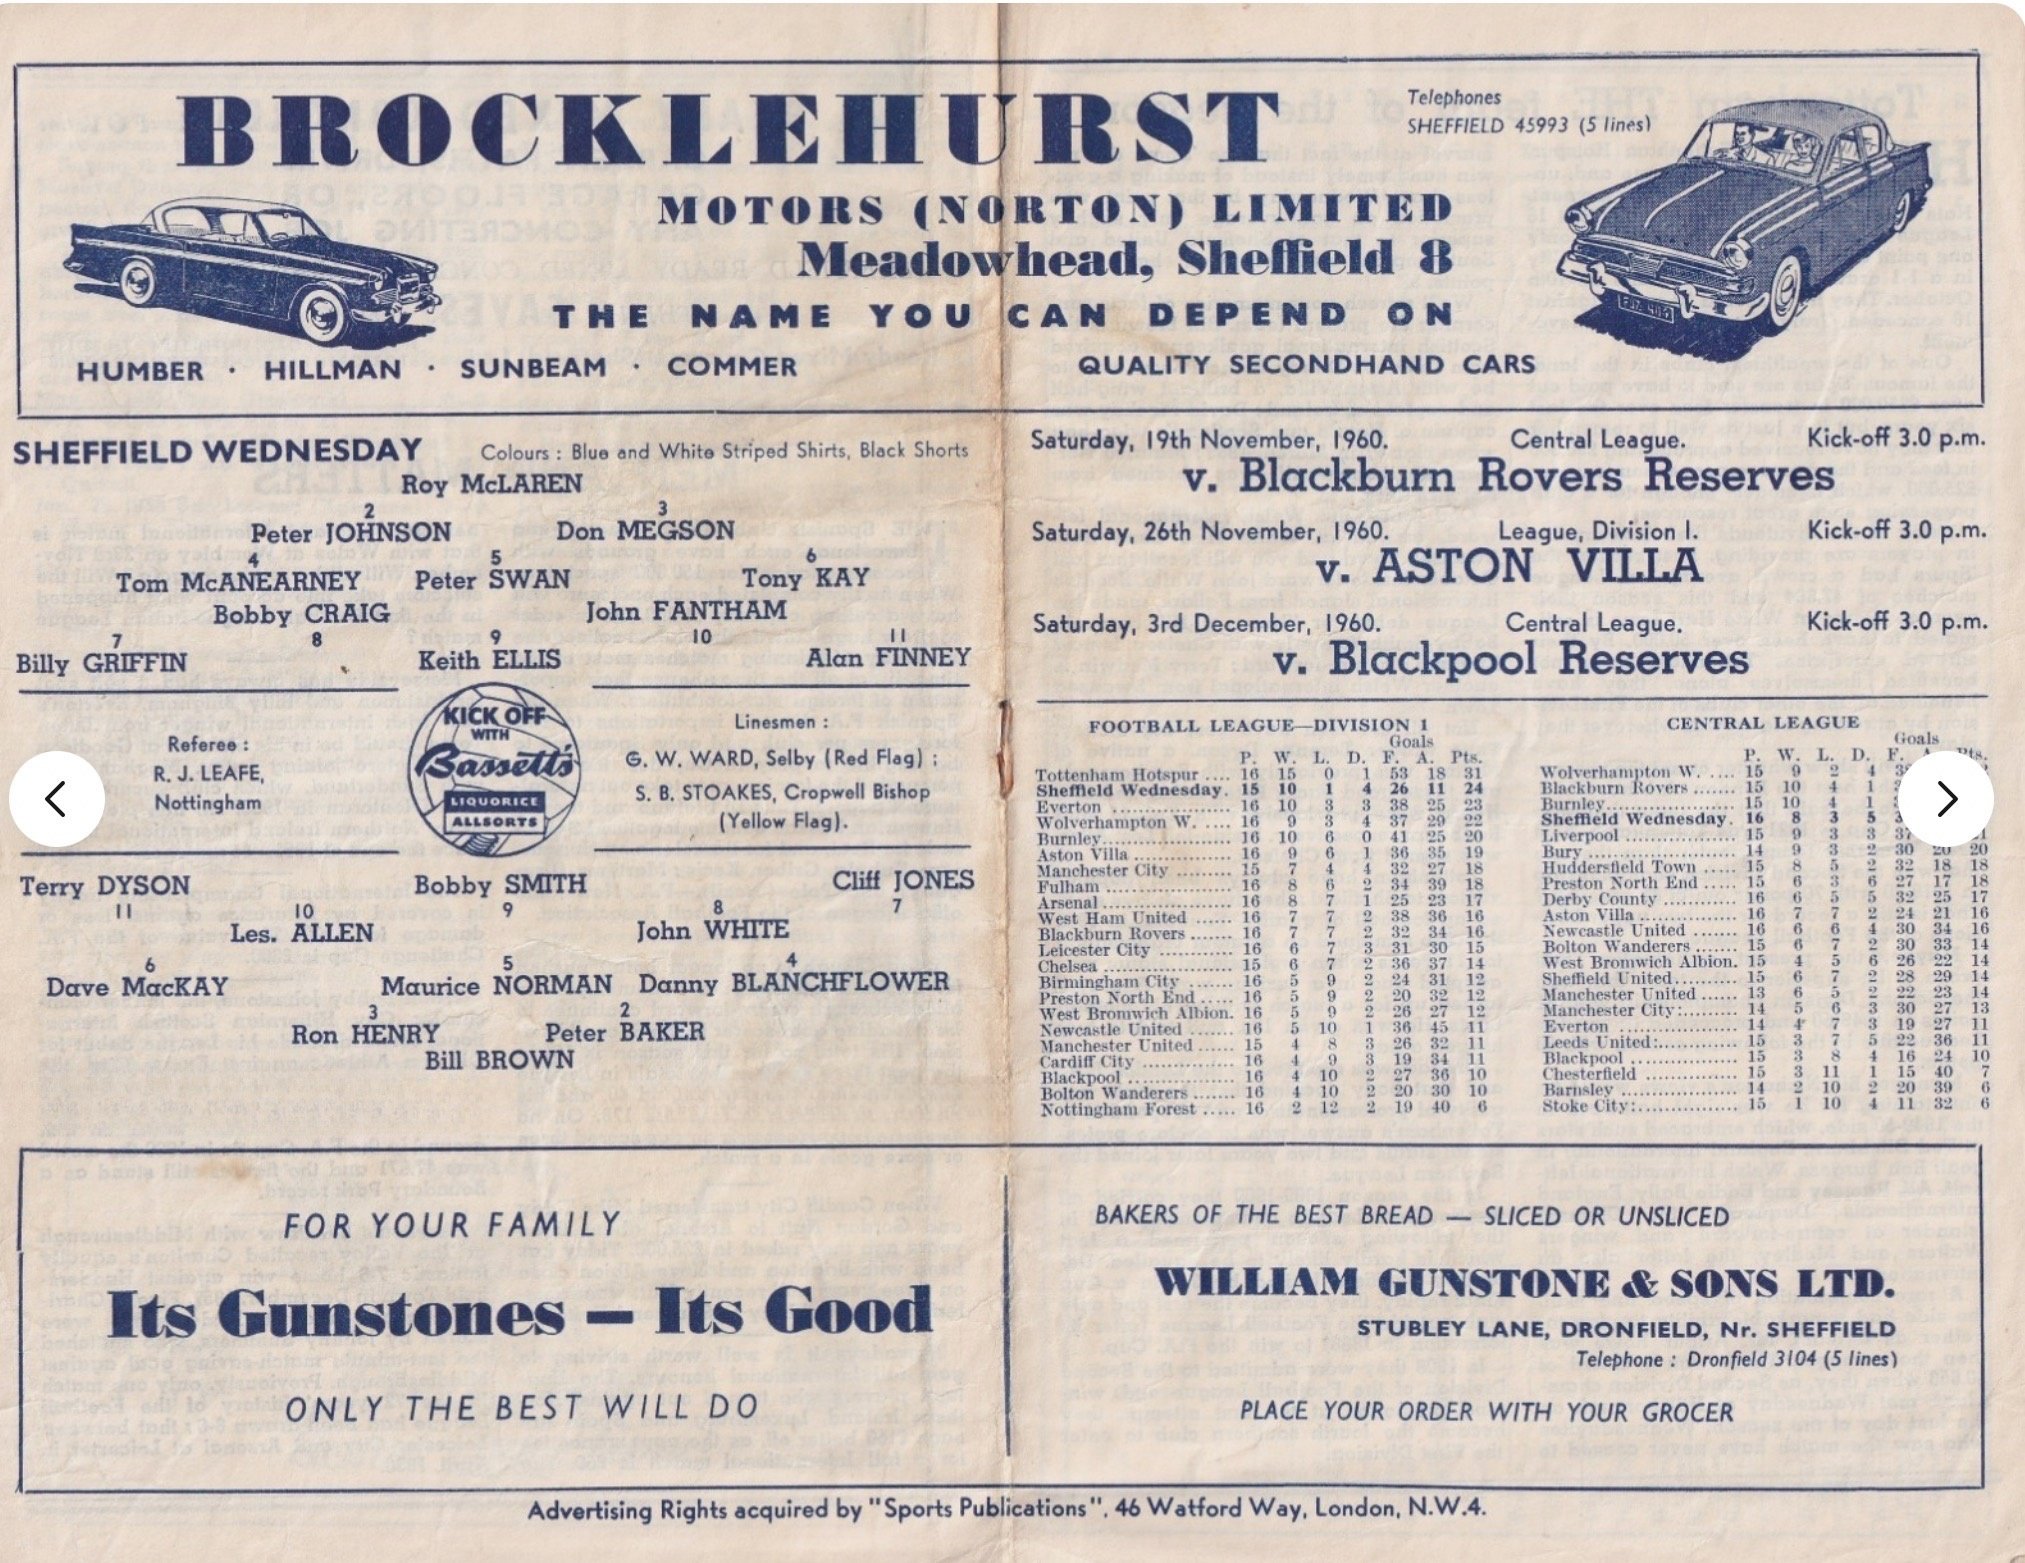 BROCKLEHURST
Telephones
SHEFFIELD 45993 (5 lines)
MOTORS (NORTON) LIMITED
Meadowhead, Sheffield 8
THE NAME YOU CAN DEPEND ON
HUMBER · HILLMAN · SUNBEAM · COMMER
QUALITY SECONDHAND CARS
SHEFFIELD WEDNESDAY Colours : Blue and White Striped Shirts, Black Shorts
Roy McLAREN
2 3
Peter JOHNSON Don MEGSON
4 5 6
Tom McANEARNEY Peter SWAN Tony KAY
Bobby CRAIG John FANTHAM
7 8 9 10 11
Billy GRIFFIN Keith ELLIS Alan FINNEY
Referee :
R. J. LEAFE,
Nottingham
KICK OFF
WITH
Bassett's
LIQUORICE
ALLSORTS
Linesmen :
G. W. WARD, Selby (Red Flag) ;
S. B. STOAKES, Cropwell Bishop
(Yellow Flag).
Terry DYSON Bobby SMITH Cliff JONES
11 10 9 8 7
Les. ALLEN John WHITE
6 5 4
Dave MacKAY Maurice NORMAN Danny BLANCHFLOWER
3 2
Ron HENRY Peter BAKER
Bill BROWN
Saturday, 19th November, 1960. Central League. Kick-off 3.0 p.m.
v. Blackburn Rovers Reserves
Saturday, 26th November, 1960. League, Division I. Kick-off 3.0 p.m.
v. ASTON VILLA
Saturday, 3rd December, 1960. Central League. Kick-off 3.0 p.m.
v. Blackpool Reserves
FOOTBALL LEAGUE—DIVISION 1
Goals
P. W. L. D. F. A. Pts.
Tottenham Hotspur .... 16 15 0 1 53 18 31
Sheffield Wednesday. 15 10 1 4 26 11 24
Everton 16 10 3 3 38 25 23
Wolverhampton W. .... 16 9 3 4 37 29 22
Burnley 16 10 6 0 41 25 20
Aston Villa 16 9 6 1 36 35 19
Manchester City 15 7 4 4 32 27 18
Fulham 16 8 6 2 34 39 18
Arsenal 16 8 7 1 25 23 17
West Ham United 16 7 7 2 38 36 16
Blackburn Rovers 16 7 7 2 32 34 16
Leicester City 16 6 7 3 31 30 15
Chelsea 15 6 7 2 36 37 14
Birmingham City 16 5 9 2 24 31 12
Preston North End 16 5 9 2 20 32 12
West Bromwich Albion. 16 5 9 2 26 27 12
Newcastle United 16 5 10 1 36 45 11
Manchester United 15 4 8 3 26 32 11
Cardiff City 16 4 9 3 19 34 11
Blackpool 16 4 10 2 27 36 10
Bolton Wanderers 16 4 10 2 20 30 10
Nottingham Forest 16 2 12 2 19 40 6
CENTRAL LEAGUE
Goals
P. W. L. D. F.
Wolverhampton W. .... 15 9 2 4
Blackburn Rovers 15 10 4 1
Burnley 15 10 4 1
Sheffield Wednesday. 16 8 3 5
Liverpool 15 9 3 3 37
Bury 14 9 3 2 30 20 20
Huddersfield Town 15 8 5 2 32 18 18
Preston North End 15 6 3 6 27 17 18
Derby County 16 6 5 5 32 25 17
Aston Villa 16 7 7 2 24 21 16
Newcastle United 16 6 6 4 30 34 16
Bolton Wanderers 15 6 7 2 30 33 14
West Bromwich Albion. 15 4 5 6 26 22 14
Sheffield United 15 6 7 2 28 29 14
Manchester United 13 6 5 2 22 23 14
Manchester City 14 5 6 3 30 27 13
Everton 14 4 7 3 19 27 11
Leeds United 15 3 7 5 22 36 11
Blackpool 15 3 8 4 16 24 10
Chesterfield 15 3 11 1 15 40 7
Barnsley 14 2 10 2 20 39 6
Stoke City 15 1 10 4 11 32 6
FOR YOUR FAMILY
Its Gunstones – Its Good
ONLY THE BEST WILL DO
BAKERS OF THE BEST BREAD — SLICED OR UNSLICED
WILLIAM GUNSTONE & SONS LTD.
STUBLEY LANE, DRONFIELD, Nr. SHEFFIELD
Telephone : Dronfield 3104 (5 lines)
PLACE YOUR ORDER WITH YOUR GROCER
Advertising Rights acquired by "Sports Publications", 46 Watford Way, London, N.W.4.